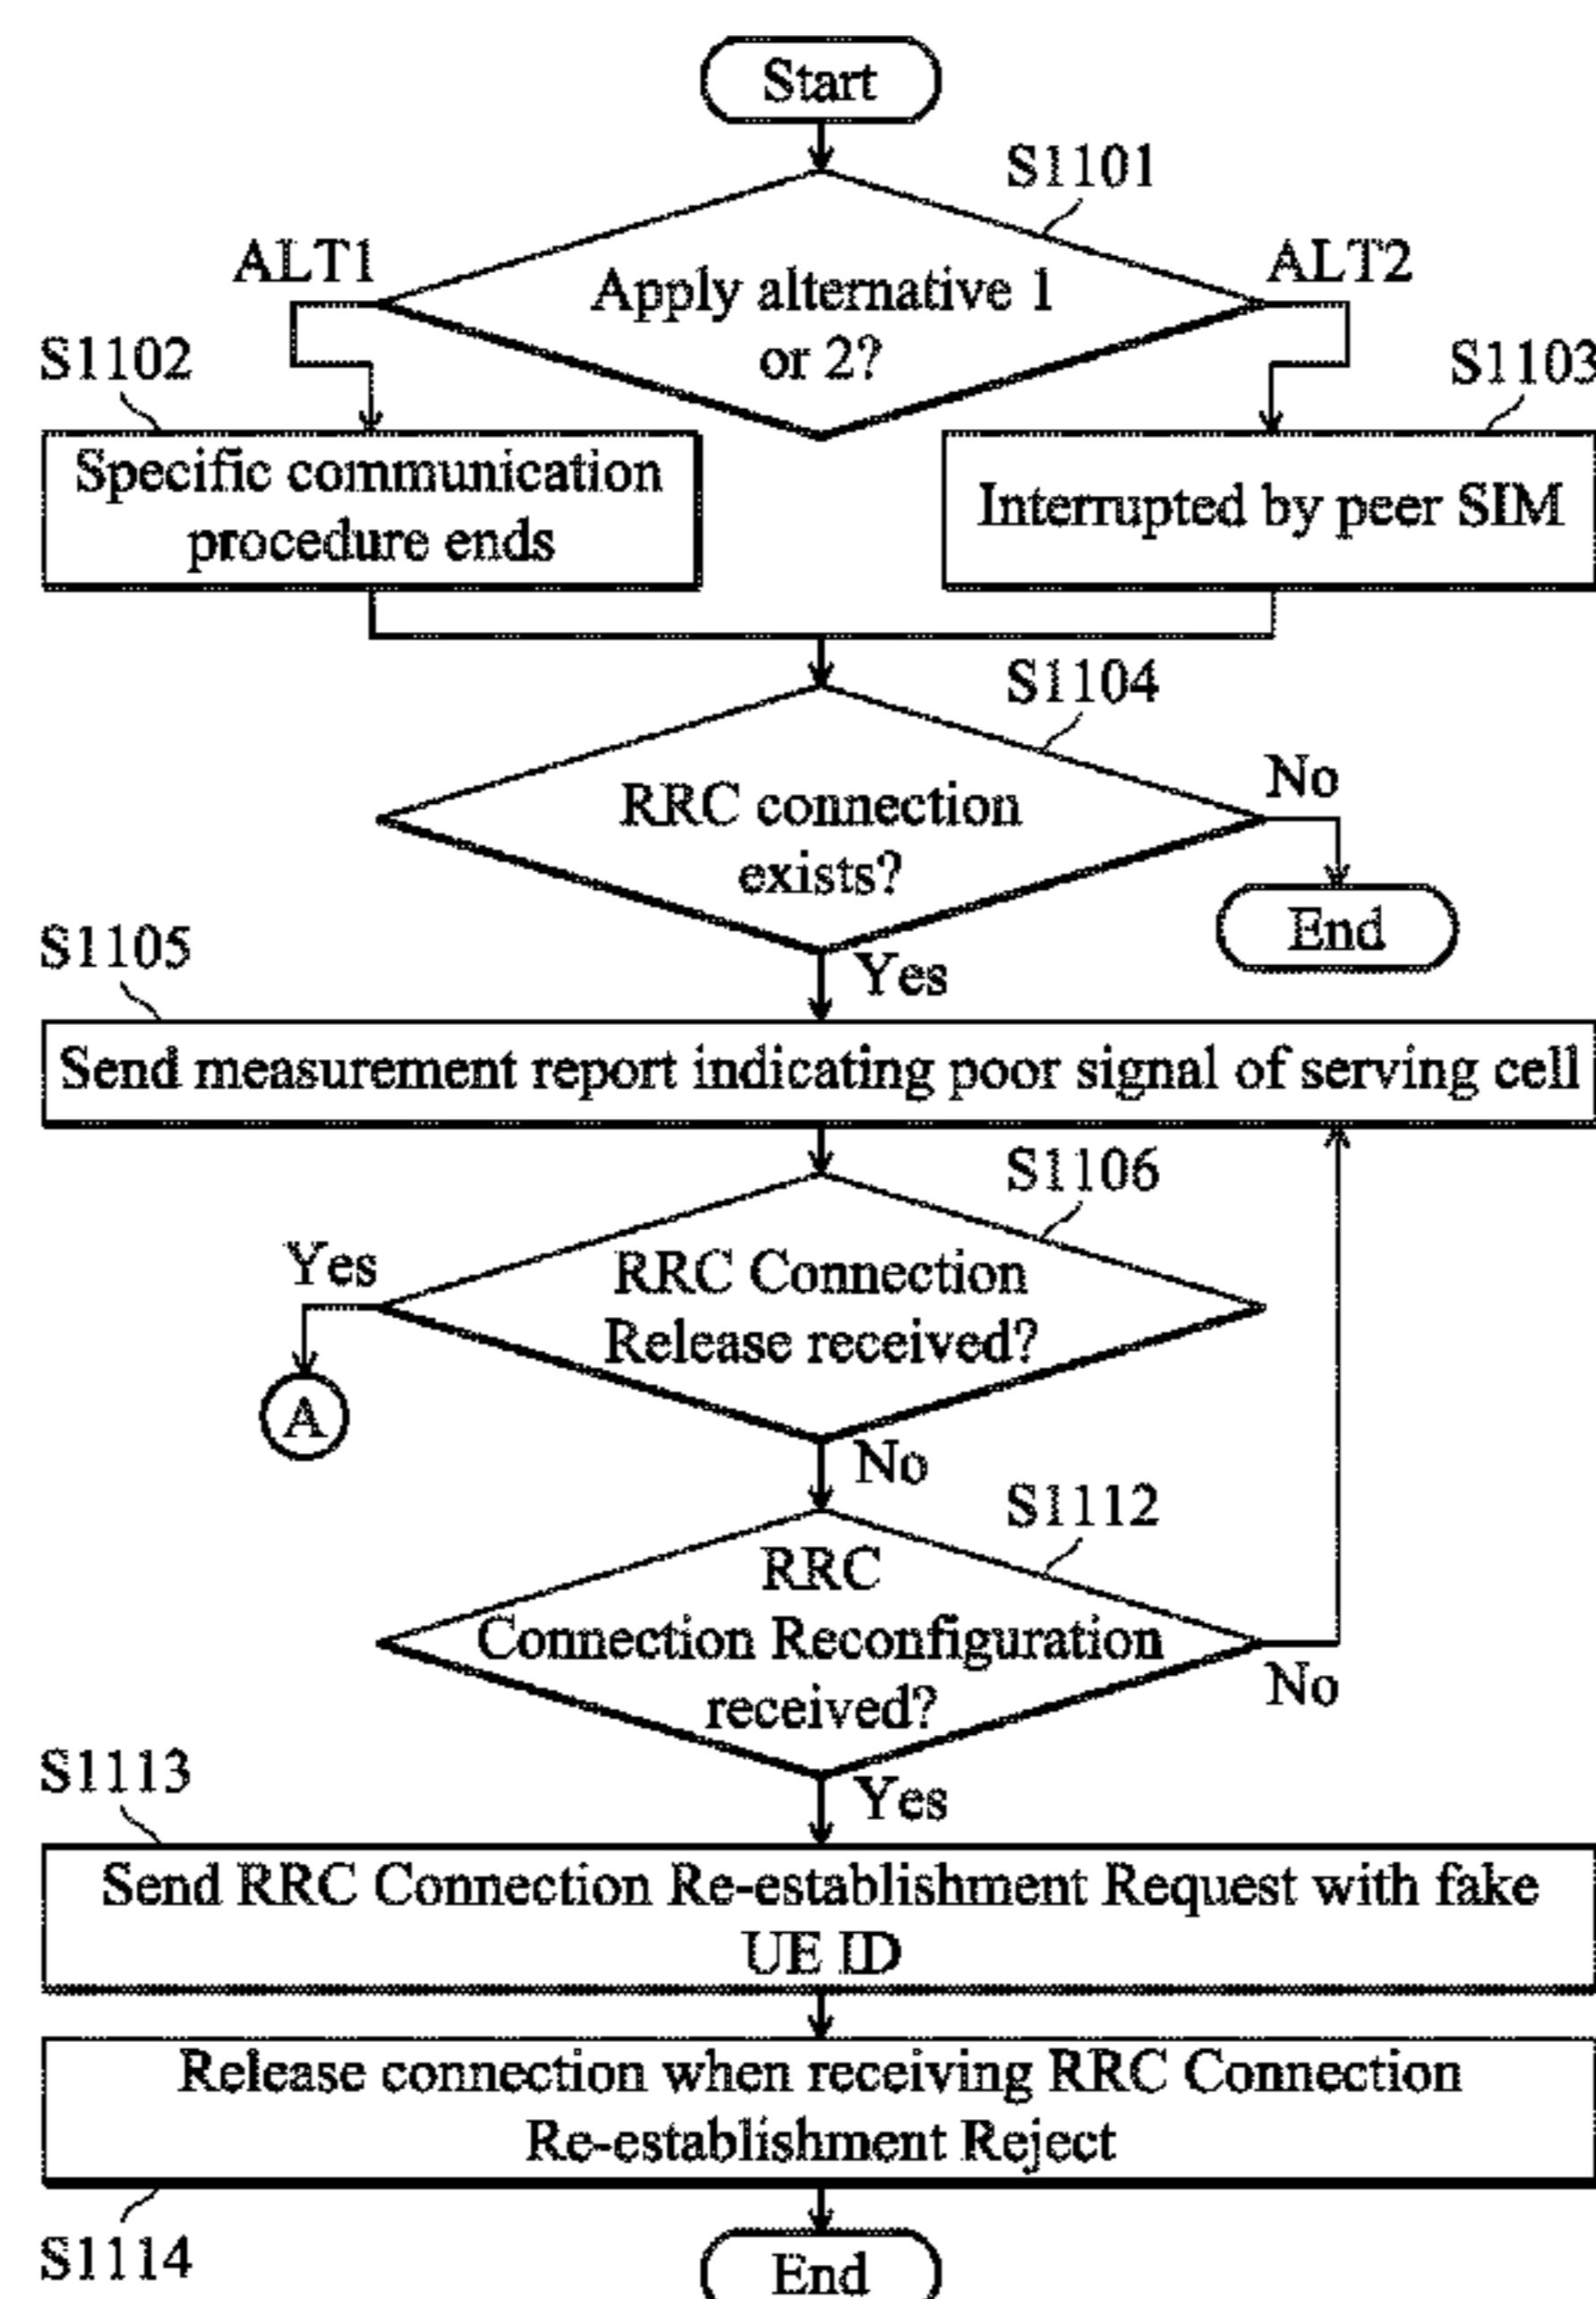 Start
S1101
ALT1
ALT2
Apply alternative 1
or 2?
S1102
S1103
Specific communication
procedure ends
Interrupted by peer SIM
S1104
RRC connection
exists?
No
End
S1105
Yes
Send measurement report indicating poor signal of serving cell
S1106
Yes
RRC Connection
Release received?
A
No
S1112
RRC
Connection Reconfiguration
received?
No
S1113
Yes
Send RRC Connection Re-establishment Request with fake
UE ID
Release connection when receiving RRC Connection
Re-establishment Reject
S1114
End